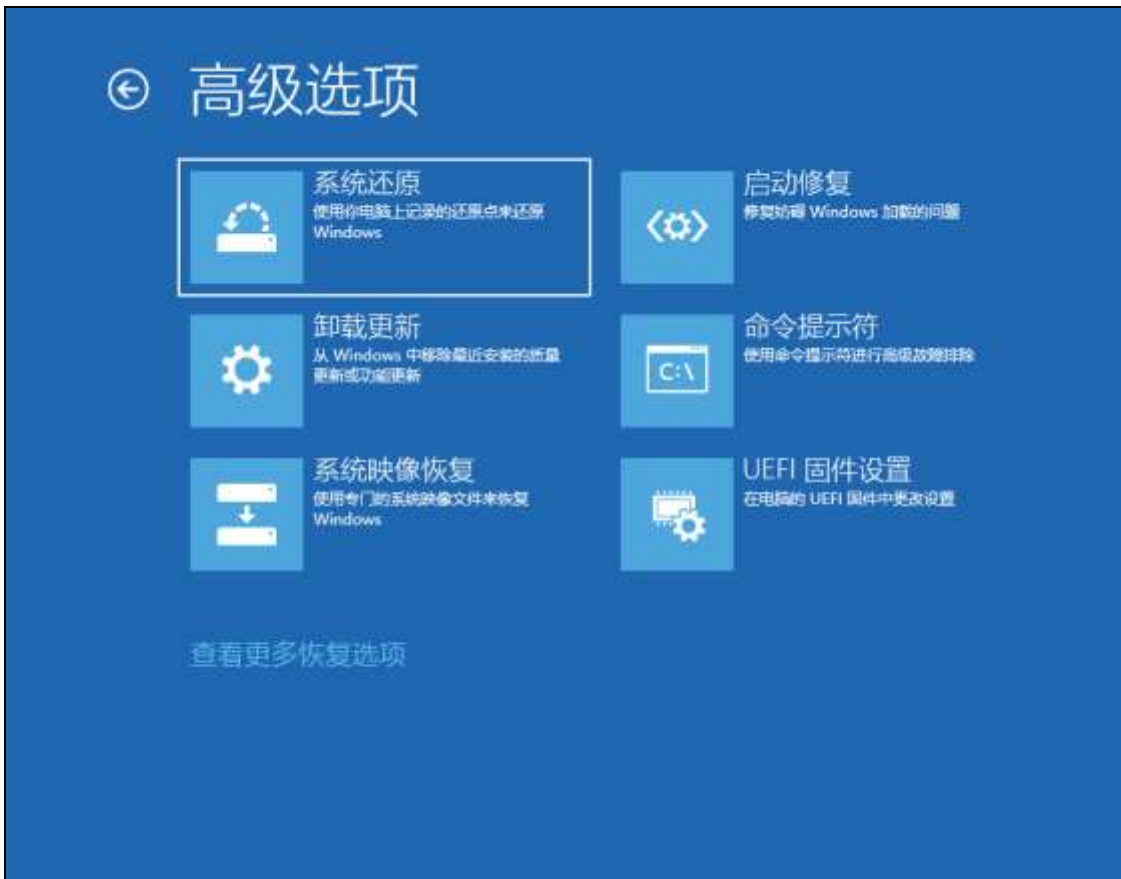 高级选项
系统还原
使用你电脑上记录的还原点来还原
Windows
启动修复
修复妨碍 Windows 加载的问题
卸载更新
从 Windows 中移除最近安装的质量
更新或功能更新
命令提示符
使用命令提示符进行高级故障排除
C:\
系统映像恢复
使用专门的系统映像文件来恢复
Windows
UEFI 固件设置
在电脑的 UEFI 固件中更改设置
查看更多恢复选项